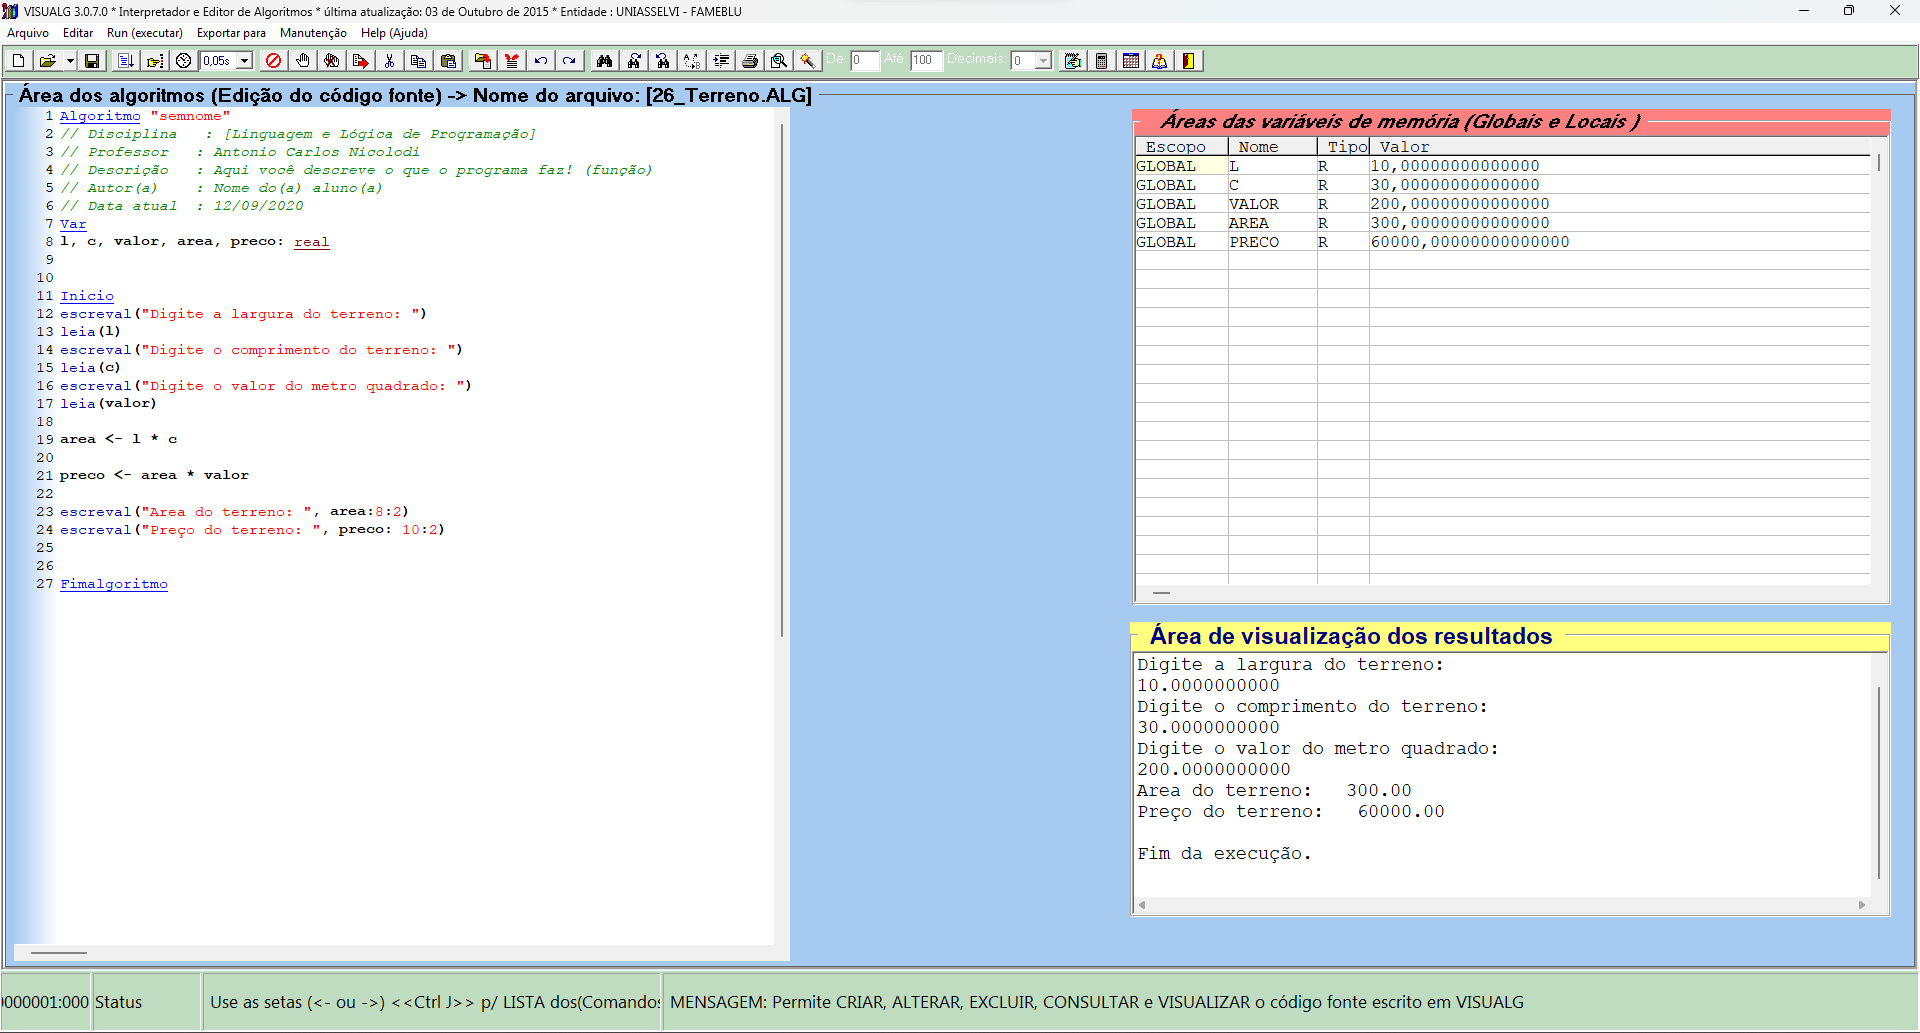 VISUALG 3.0.7.0 * Interpretador e Editor de Algoritmos * última atualização: 03 de Outubro de 2015 * Entidade : UNIASSELVI - FAMEBLU
Arquivo Editar Run (executar) Exportar para Manutenção Help (Ajuda)
0,05s De: 0 Até: 100 Decimais: 0
Área dos algoritmos (Edição do código fonte) -> Nome do arquivo: [26_Terreno.ALG]
1 Algoritmo "semnome"
2 // Disciplina : [Linguagem e Lógica de Programação]
3 // Professor : Antonio Carlos Nicolodi
4 // Descrição : Aqui você descreve o que o programa faz! (função)
5 // Autor(a) : Nome do(a) aluno(a)
6 // Data atual : 12/09/2020
7 Var
8 l, c, valor, area, preco: real
9
10
11 Inicio
12 escreval("Digite a largura do terreno: ")
13 leia(l)
14 escreval("Digite o comprimento do terreno: ")
15 leia(c)
16 escreval("Digite o valor do metro quadrado: ")
17 leia(valor)
18
19 area <- l * c
20
21 preco <- area * valor
22
23 escreval("Area do terreno: ", area:8:2)
24 escreval("Preço do terreno: ", preco: 10:2)
25
26
27 Fimalgoritmo
Áreas das variáveis de memória (Globais e Locais )
Escopo Nome Tipo Valor
GLOBAL L R 10,00000000000000
GLOBAL C R 30,00000000000000
GLOBAL VALOR R 200,00000000000000
GLOBAL AREA R 300,00000000000000
GLOBAL PRECO R 60000,00000000000000
Área de visualização dos resultados
Digite a largura do terreno:
10.0000000000
Digite o comprimento do terreno:
30.0000000000
Digite o valor do metro quadrado:
200.0000000000
Area do terreno: 300.00
Preço do terreno: 60000.00
Fim da execução.
000001:000 Status Use as setas (<- ou ->) <<Ctrl J>> p/ LISTA dos(Comandos MENSAGEM: Permite CRIAR, ALTERAR, EXCLUIR, CONSULTAR e VISUALIZAR o código fonte escrito em VISUALG